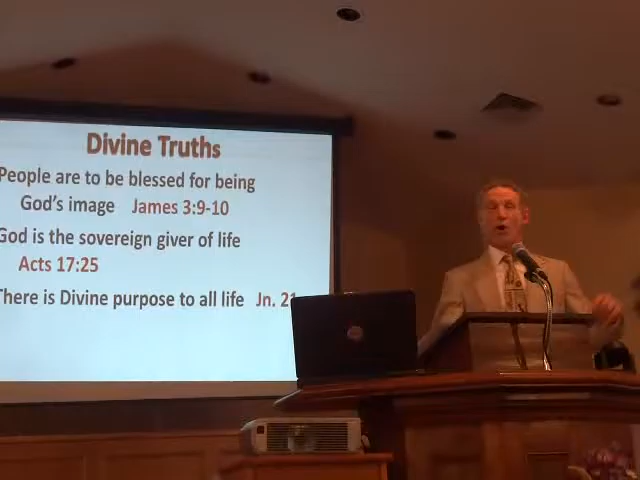 Divine Truths
People are to be blessed for being
God's image James 3:9-10
God is the sovereign giver of life
Acts 17:25
There is Divine purpose to all life Jn. 21